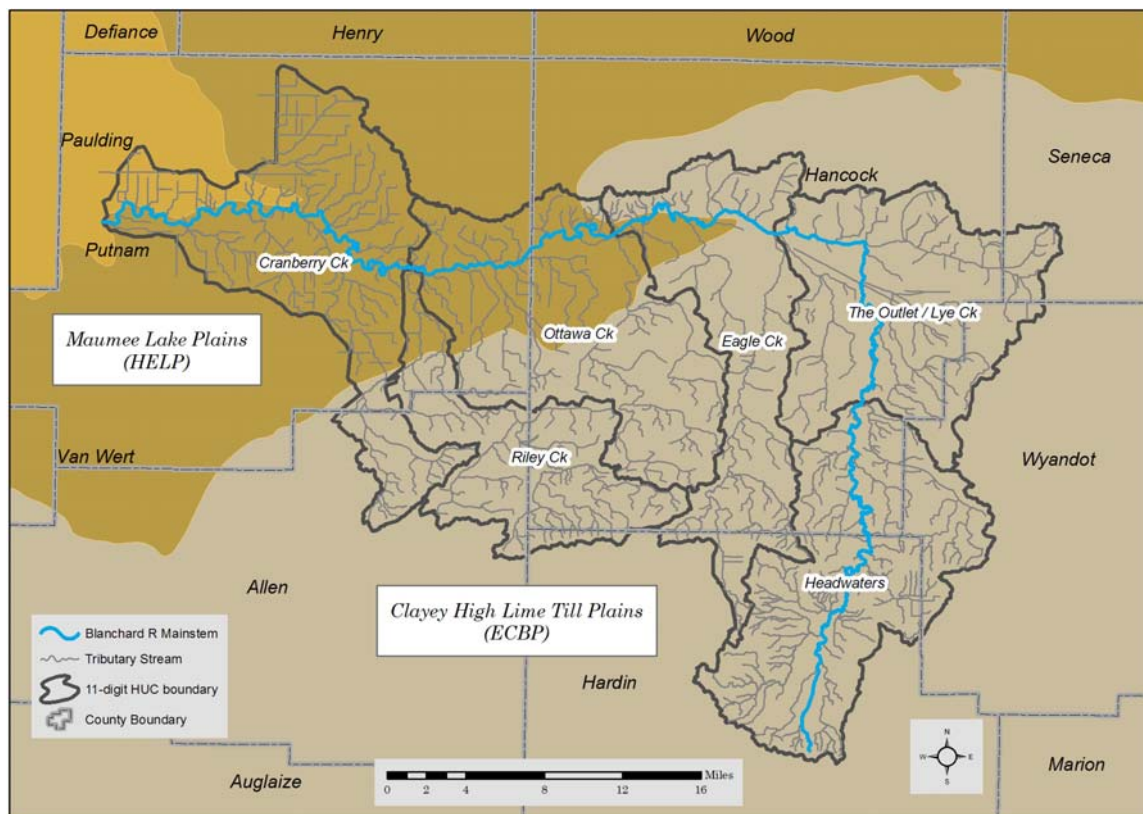 Defiance
Henry
Wood
Paulding
Seneca
Hancock
Putnam
Cranberry Ck
The Outlet / Lye Ck
Maumee Lake Plains
(HELP)
Ottawa Ck
Eagle Ck
Van Wert
Riley Ck
Wyandot
Allen
Headwaters
Clayey High Lime Till Plains
(ECBP)
Blanchard R Mainstem
Tributary Stream
11-digit HUC boundary
County Boundary
Hardin
N
W E
S
Marion
Auglaize
Miles
0 2 4 8 12 16